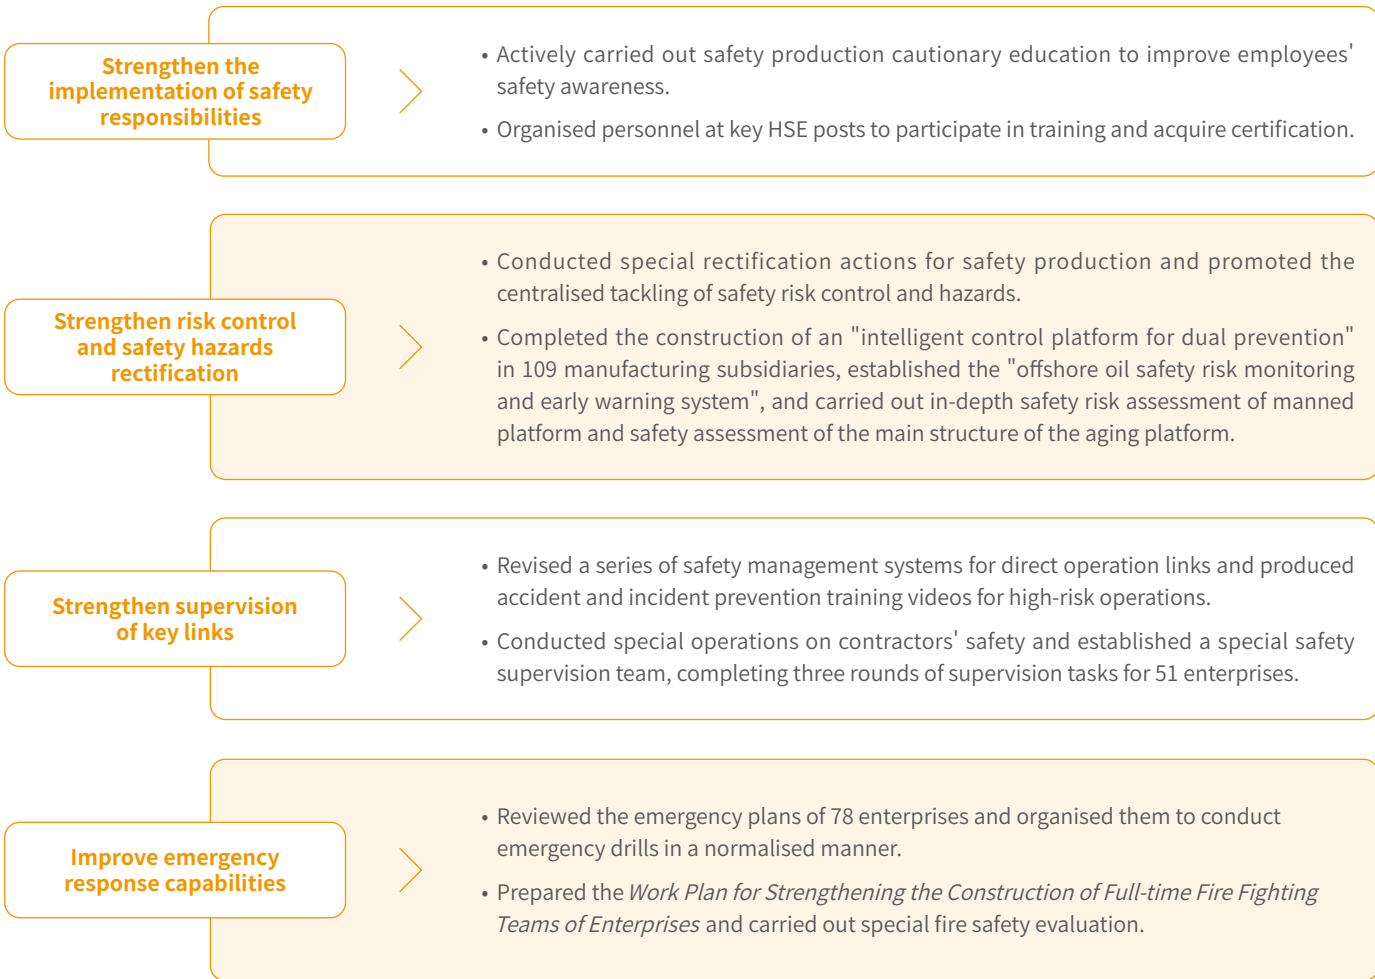 Strengthen the
implementation of safety
responsibilities
• Actively carried out safety production cautionary education to improve employees'
safety awareness.
• Organised personnel at key HSE posts to participate in training and acquire certification.
Strengthen risk control
and safety hazards
rectification
• Conducted special rectification actions for safety production and promoted the
centralised tackling of safety risk control and hazards.
• Completed the construction of an "intelligent control platform for dual prevention"
in 109 manufacturing subsidiaries, established the "offshore oil safety risk monitoring
and early warning system", and carried out in-depth safety risk assessment of manned
platform and safety assessment of the main structure of the aging platform.
Strengthen supervision
of key links
• Revised a series of safety management systems for direct operation links and produced
accident and incident prevention training videos for high-risk operations.
• Conducted special operations on contractors' safety and established a special safety
supervision team, completing three rounds of supervision tasks for 51 enterprises.
Improve emergency
response capabilities
• Reviewed the emergency plans of 78 enterprises and organised them to conduct
emergency drills in a normalised manner.
• Prepared the Work Plan for Strengthening the Construction of Full-time Fire Fighting
Teams of Enterprises and carried out special fire safety evaluation.